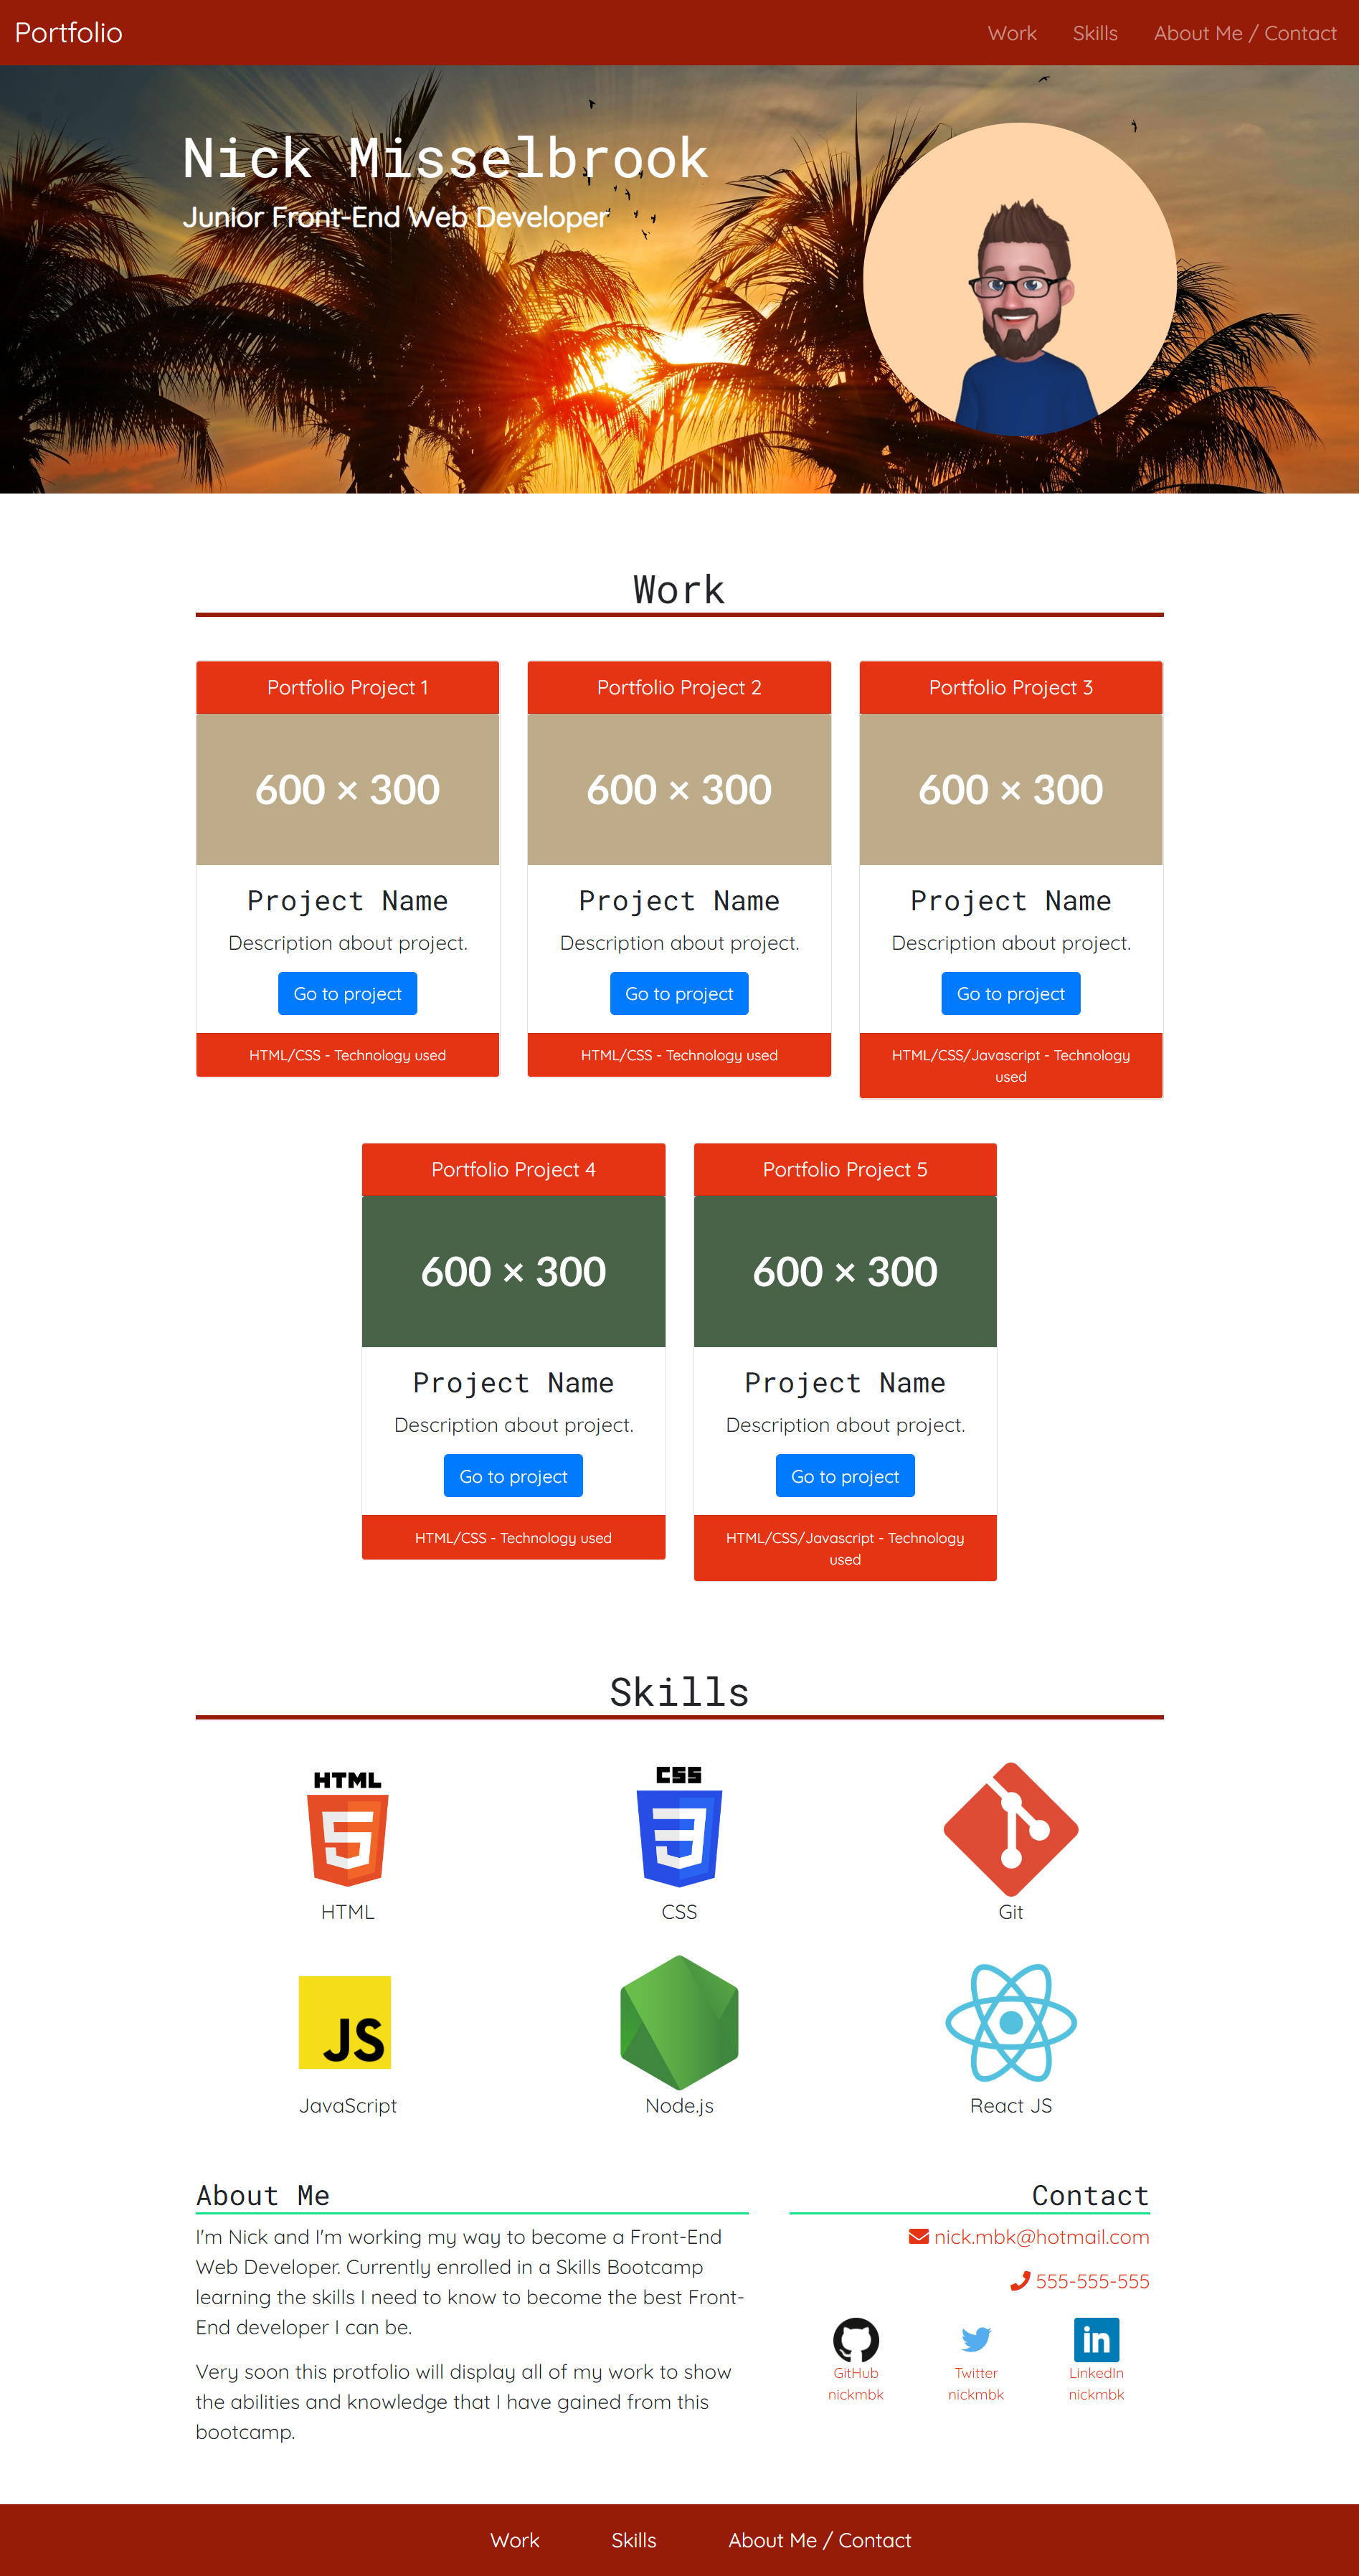 Portfolio
Work
Skills
About Me / Contact
Nick Misselbrook
Junior Front-End Web Developer
Work
Portfolio Project 1
600 × 300
Project Name
Description about project.
Go to project
HTML/CSS - Technology used
Portfolio Project 2
600 × 300
Project Name
Description about project.
Go to project
HTML/CSS - Technology used
Portfolio Project 3
600 × 300
Project Name
Description about project.
Go to project
HTML/CSS/Javascript - Technology
used
Portfolio Project 4
600 × 300
Project Name
Description about project.
Go to project
HTML/CSS - Technology used
Portfolio Project 5
600 × 300
Project Name
Description about project.
Go to project
HTML/CSS/Javascript - Technology
used
Skills
HTML
5
HTML
CSS
3
CSS
Git
JS
JavaScript
Node.js
React JS
About Me
I'm Nick and I'm working my way to become a Front-End
Web Developer. Currently enrolled in a Skills Bootcamp
learning the skills I need to know to become the best Front-
End developer I can be.
Very soon this protfolio will display all of my work to show
the abilities and knowledge that I have gained from this
bootcamp.
Contact
nick.mbk@hotmail.com
555-555-555
GitHub
nickmbk
Twitter
nickmbk
in
LinkedIn
nickmbk
Work
Skills
About Me / Contact